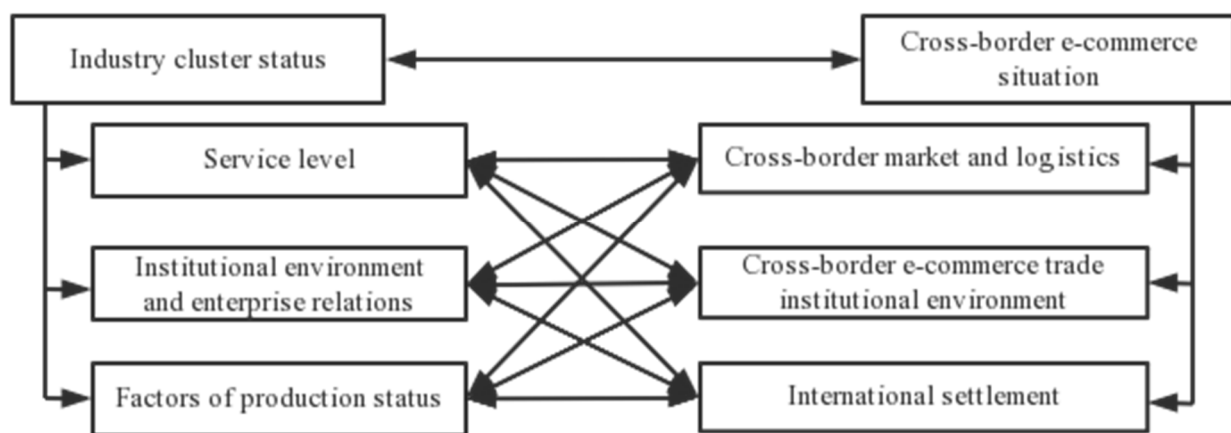 Industry cluster status
Cross-border e-commerce
situation
Service level
Cross-border market and logistics
Institutional environment
and enterprise relations
Cross-border e-commerce trade
institutional environment
Factors of production status
International settlement